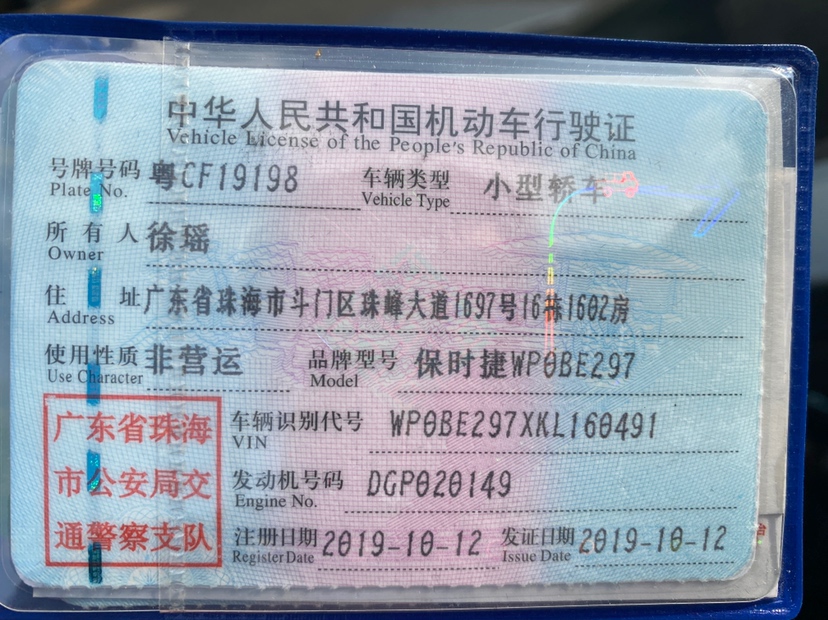 中华人民共和国机动车行驶证
Vehicle License of the People's Republic of China
号牌号码 粤CF19198 车辆类型 小型轿车
Plate No. Vehicle Type
所有人 徐瑶
Owner
住址 广东省珠海市斗门区珠峰大道1697号16栋1602房
Address
使用性质 非营运 品牌型号 保时捷WP0BE297
Use Character Model
广东省珠海
市公安局交
通警察支队
车辆识别代号 WP0BE297XKL160491
VIN
发动机号码 DGP020149
Engine No.
注册日期 2019-10-12 发证日期 2019-10-12
Register Date Issue Date